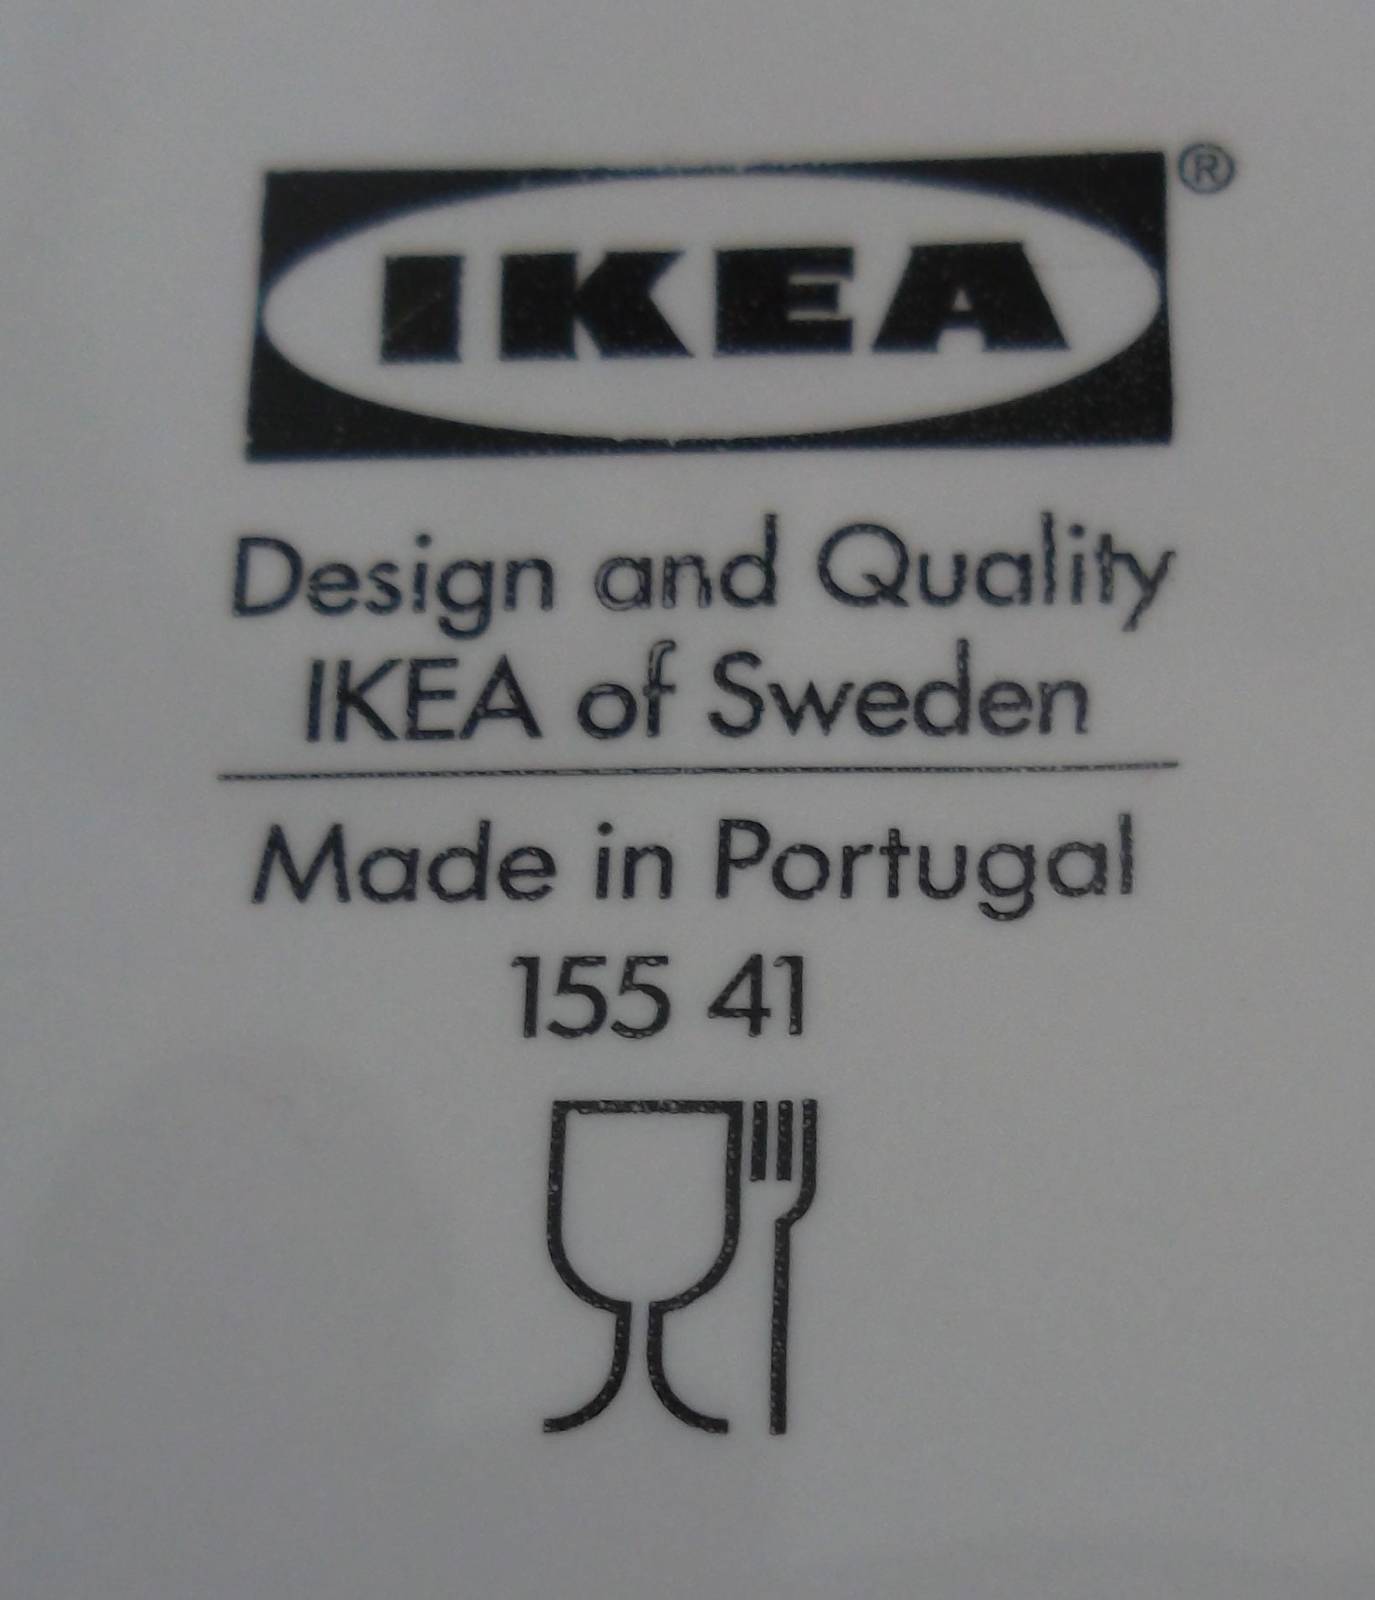 IKEA®
Design and Quality
IKEA of Sweden
Made in Portugal
155 41